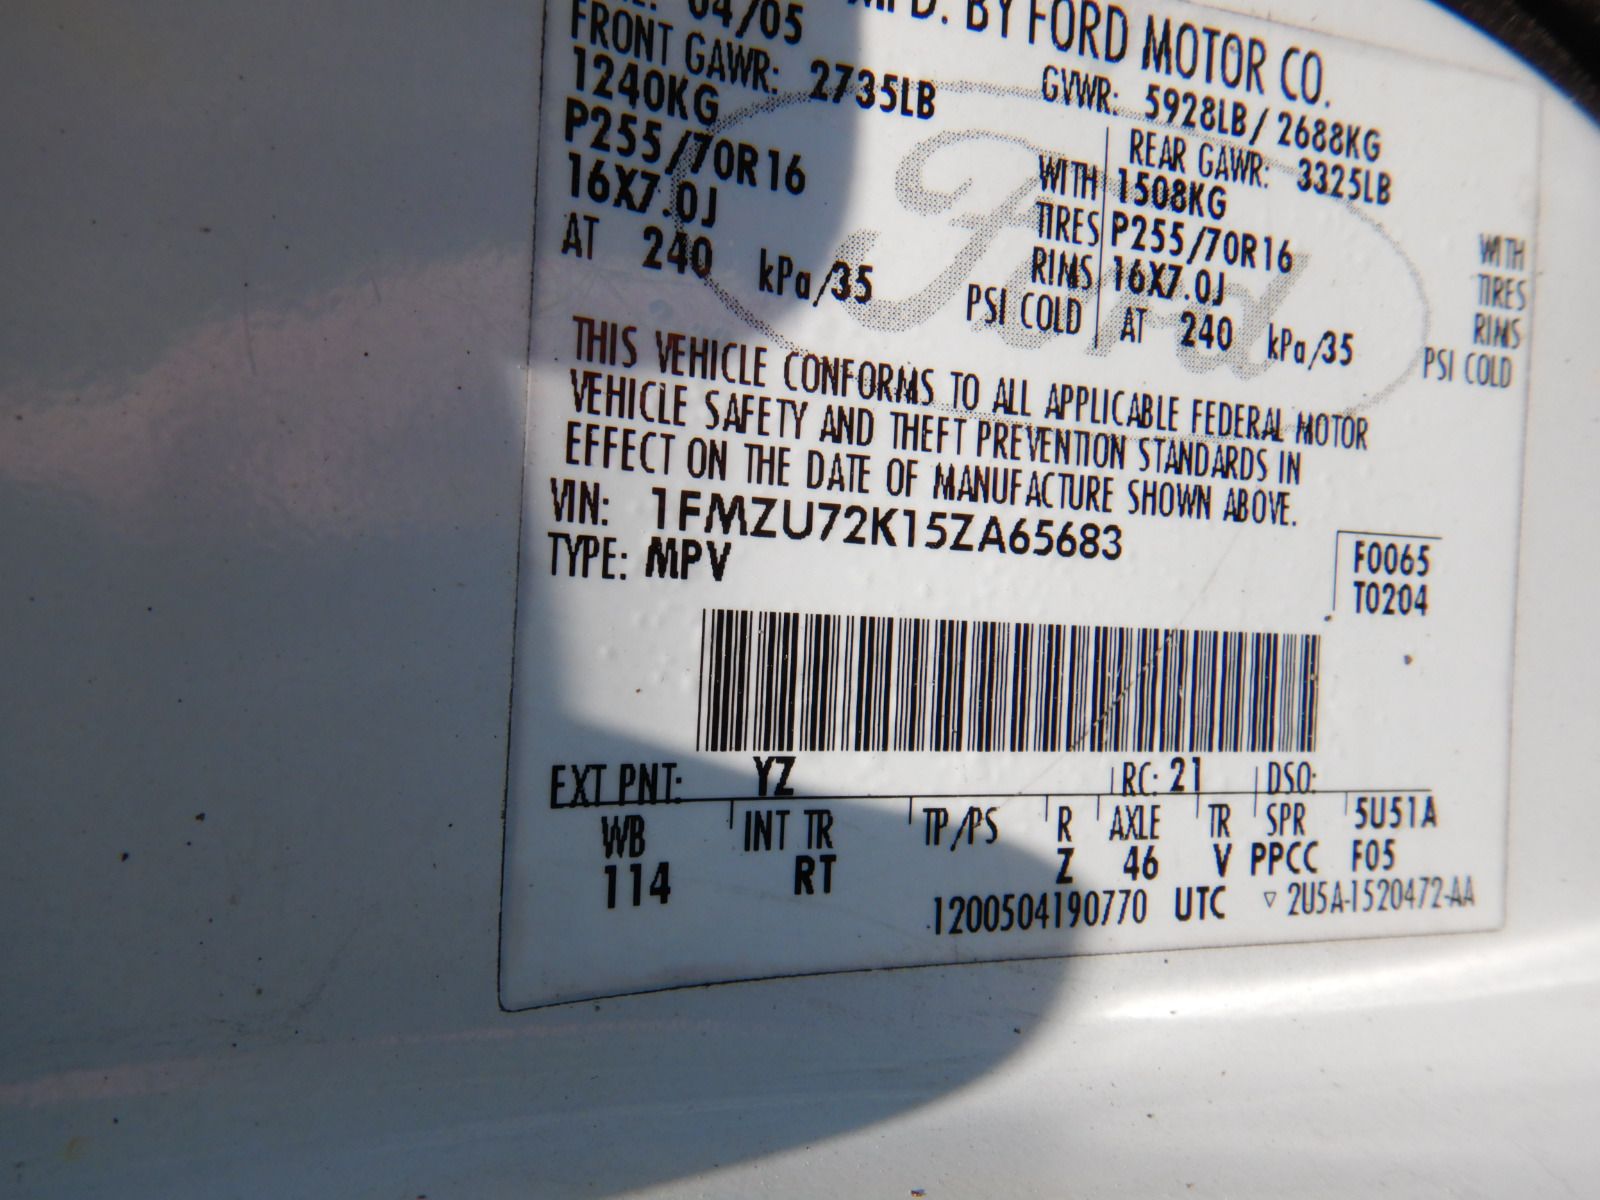 04/05 MFD. BY FORD MOTOR CO.
FRONT GAWR: 2735LB GVWR: 5928LB/ 2688KG
1240KG WITH REAR GAWR: 3325LB
P255/70R16 TIRES 1508KG WITH
16X7.0J RIMS P255/70R16 TIRES
AT 240 kPa/35 PSI COLD 16X7.0J RIMS
AT 240 kPa/35 PSI COLD
Ford
THIS VEHICLE CONFORMS TO ALL APPLICABLE FEDERAL MOTOR
VEHICLE SAFETY AND THEFT PREVENTION STANDARDS IN
EFFECT ON THE DATE OF MANUFACTURE SHOWN ABOVE.
VIN: 1FMZU72K15ZA65683
TYPE: MPV
F0065
T0204
EXT PNT: YZ RC: 21 DSO:
WB INT TR TP/PS R AXLE TR SPR 5U51A
114 RT Z 46 V PPCC F05
1200504190770 UTC ▽ 2U5A-1520472-AA